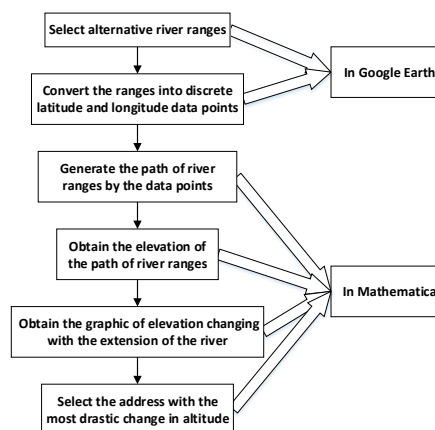 Select alternative river ranges
In Google Earth
Convert the ranges into discrete
latitude and longitude data points
Generate the path of river
ranges by the data points
Obtain the elevation of
the path of river ranges
In Mathematica
Obtain the graphic of elevation changing
with the extension of the river
Select the address with the
most drastic change in altitude